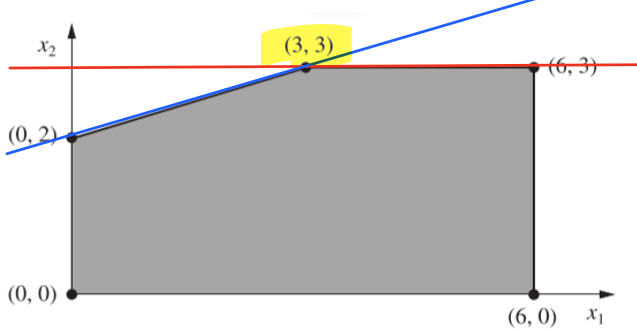 (3, 3)
x₂
(6, 3)
(0, 2)
(0, 0)
(6, 0)
x₁